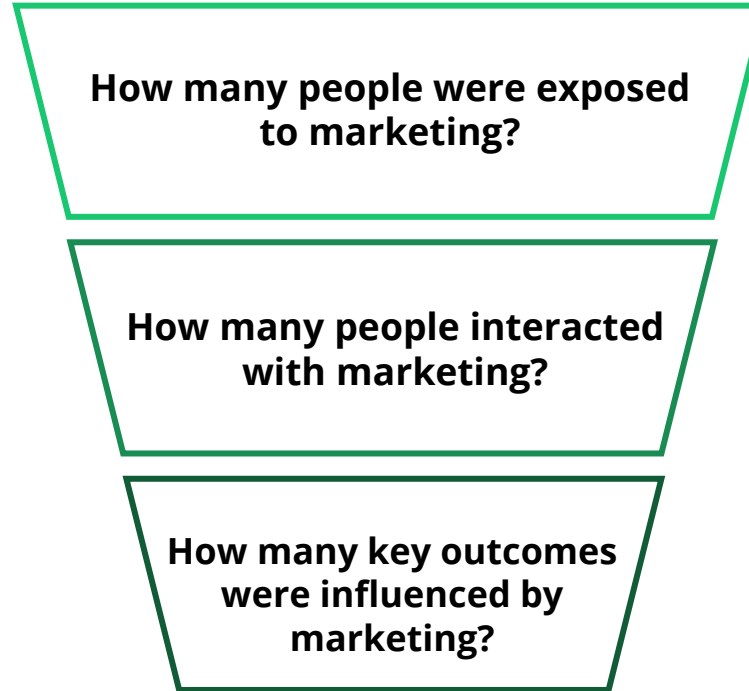 How many people were exposed
to marketing?
How many people interacted
with marketing?
How many key outcomes
were influenced by
marketing?